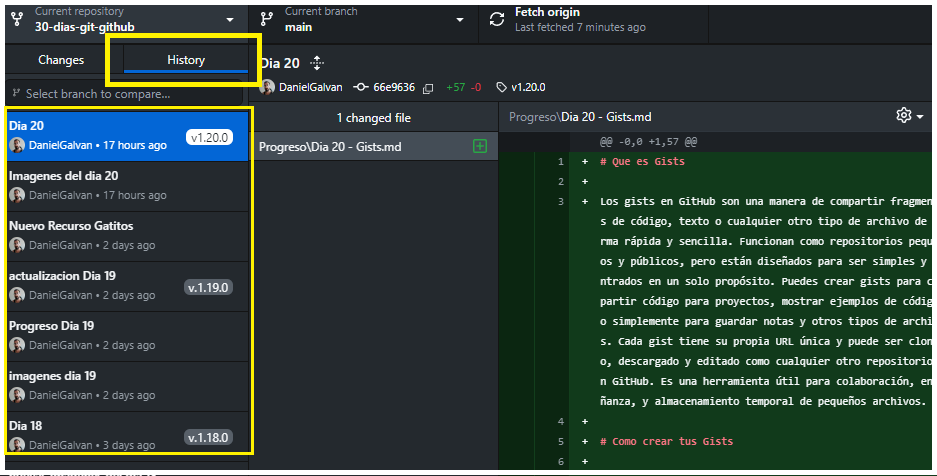 Current repository
30-dias-git-github
Current branch
main
Fetch origin
Last fetched 7 minutes ago
Changes
History
Select branch to compare...
Dia 20
DanielGalvan • 17 hours ago
v1.20.0
Imagenes del dia 20
DanielGalvan • 17 hours ago
Nuevo Recurso Gatitos
DanielGalvan • 2 days ago
actualizacion Dia 19
DanielGalvan • 2 days ago
v.1.19.0
Progreso Dia 19
DanielGalvan • 2 days ago
imagenes dia 19
DanielGalvan • 2 days ago
Dia 18
DanielGalvan • 3 days ago
v.1.18.0
Dia 20
DanielGalvan
66e9636
+57 -0
v1.20.0
1 changed file
Progreso\Dia 20 - Gists.md
Progreso\Dia 20 - Gists.md
@@ -0,0 +1,57 @@
1 + # Que es Gists
2 +
3 + Los gists en GitHub son una manera de compartir fragmen
s de código, texto o cualquier otro tipo de archivo de
rma rápida y sencilla. Funcionan como repositorios pequ
os y públicos, pero están diseñados para ser simples y
ntrados en un solo propósito. Puedes crear gists para c
partir código para proyectos, mostrar ejemplos de códig
o simplemente para guardar notas y otros tipos de archi
s. Cada gist tiene su propia URL única y puede ser clon
o, descargado y editado como cualquier otro repositorio
n GitHub. Es una herramienta útil para colaboración, en
ñanza, y almacenamiento temporal de pequeños archivos.
4 +
5 + # Como crear tus Gists
6 +